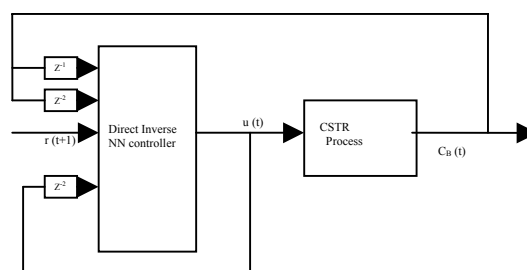 Z-1
Z-2
r (t+1)
Z-2
Direct Inverse
NN controller
u (t)
CSTR
Process
CB (t)